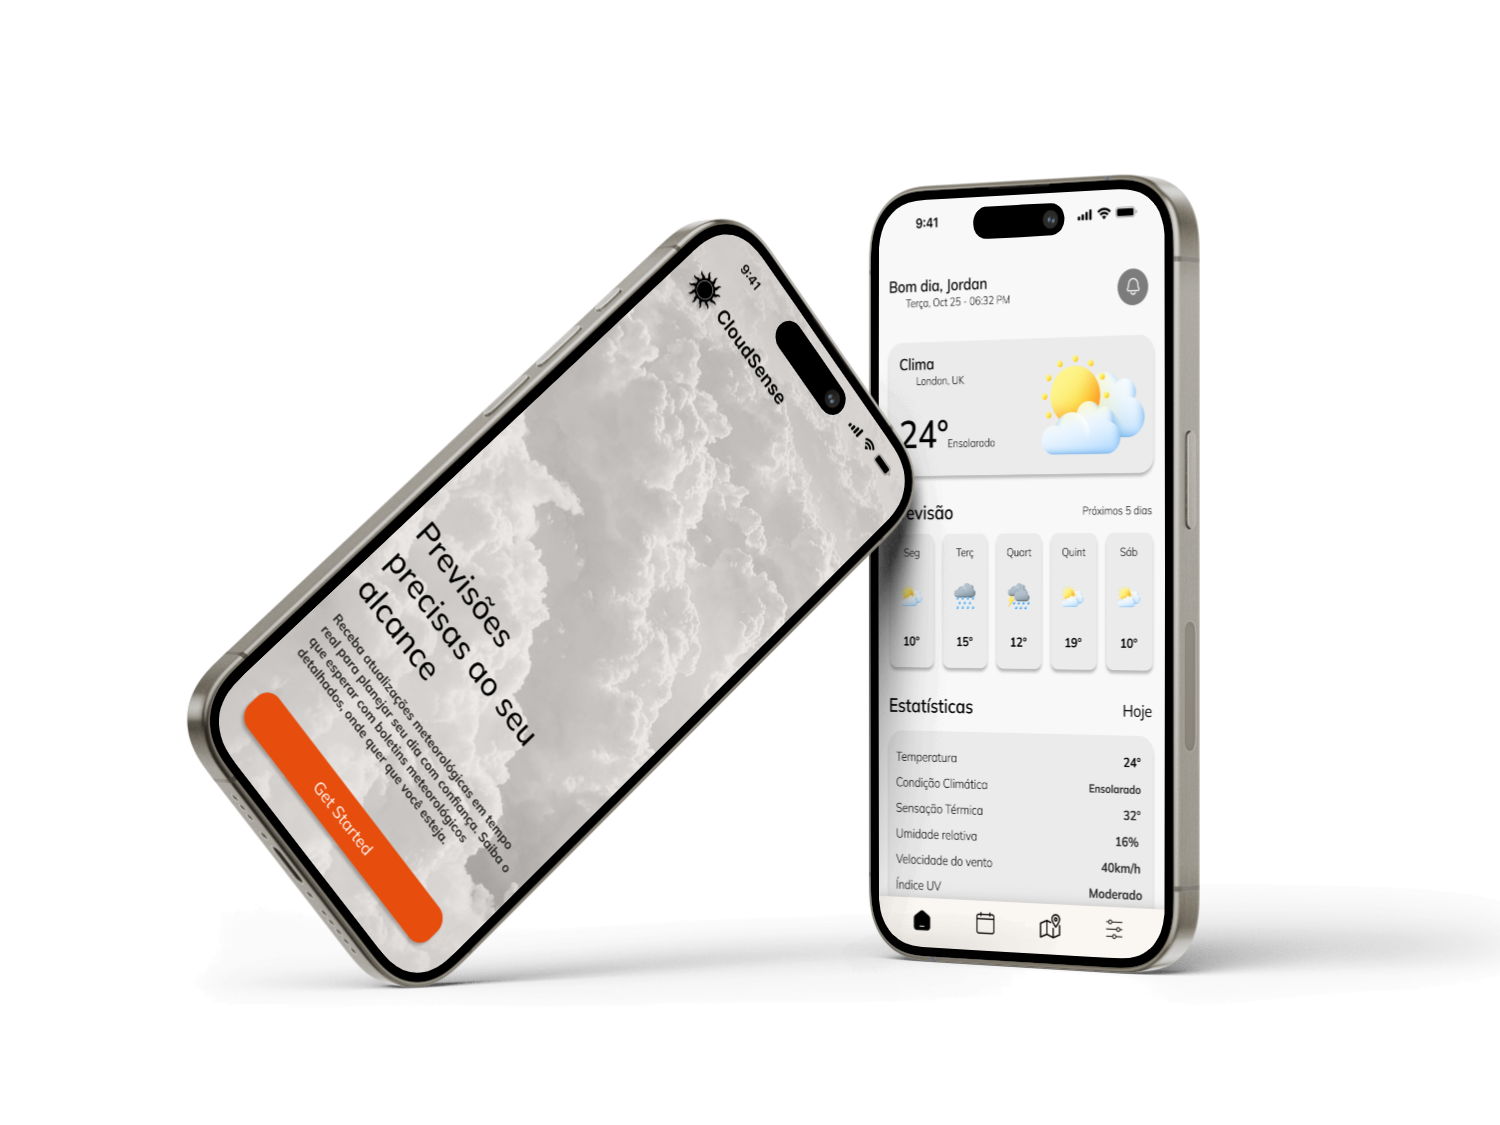 9:41
CloudSense
Previsões
precisas ao seu
alcance
Receba atualizações meteorológicas em tempo
real para planejar seu dia com confiança. Saiba o
que esperar com boletins meteorológicos
detalhados, onde quer que você esteja.
Get Started
9:41
Bom dia, Jordan
Terça, Oct 25 - 06:32 PM
Clima
London, UK
24° Ensolarado
evisão Próximos 5 dias
Seg Terç Quart Quint Sáb
10° 15° 12° 19° 10°
Estatísticas Hoje
Temperatura 24°
Condição Climática Ensolarado
Sensação Térmica 32°
Umidade relativa 16%
Velocidade do vento 40km/h
Índice UV Moderado